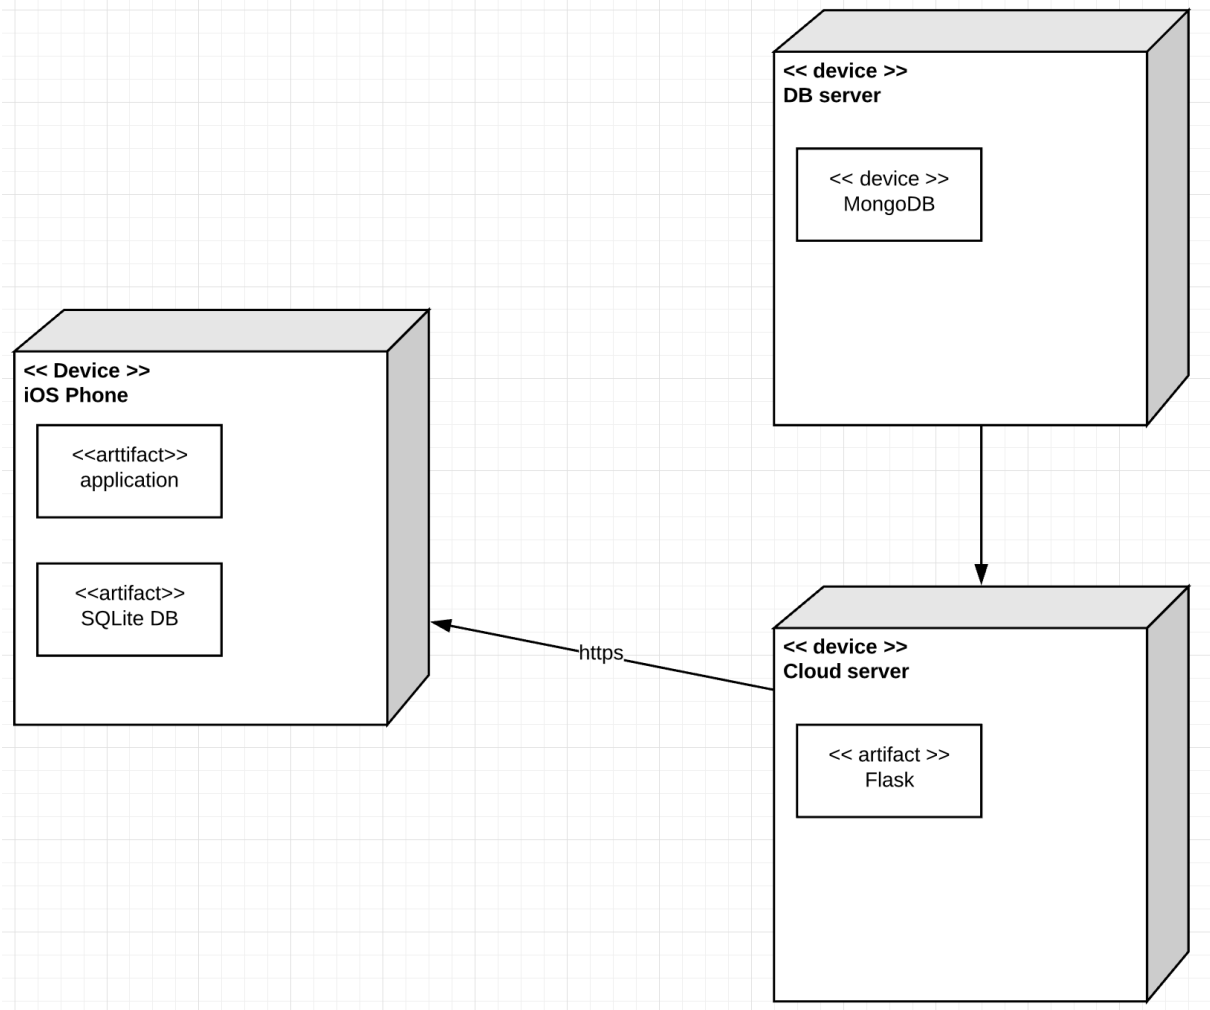 << device >>
DB server
<< device >>
MongoDB
<< Device >>
iOS Phone
<<arttifact>>
application
<<artifact>>
SQLite DB
https
<< device >>
Cloud server
<< artifact >>
Flask